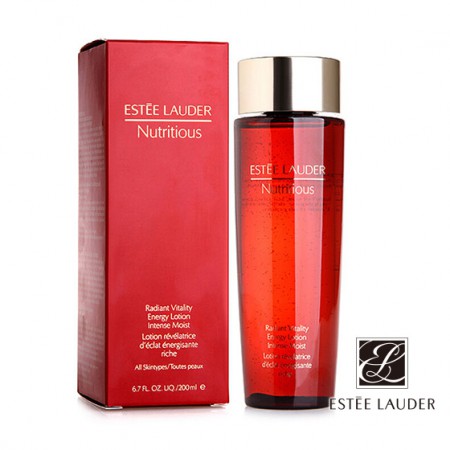 ESTĒE LAUDER
Nutritious
Radiant Vitality
Energy Lotion
Intense Moist
Lotion révélatrice
d'éclat énergisante
riche
All Skintypes/Toutes peaux
6.7 FL. OZ. LIQ/200ml ℮
ESTĒE LAUDER
Nutritious
Radiant Vitality
Energy Lotion
Intense Moist
Lotion révélatrice
d'éclat énergisante
ESTĒE LAUDER